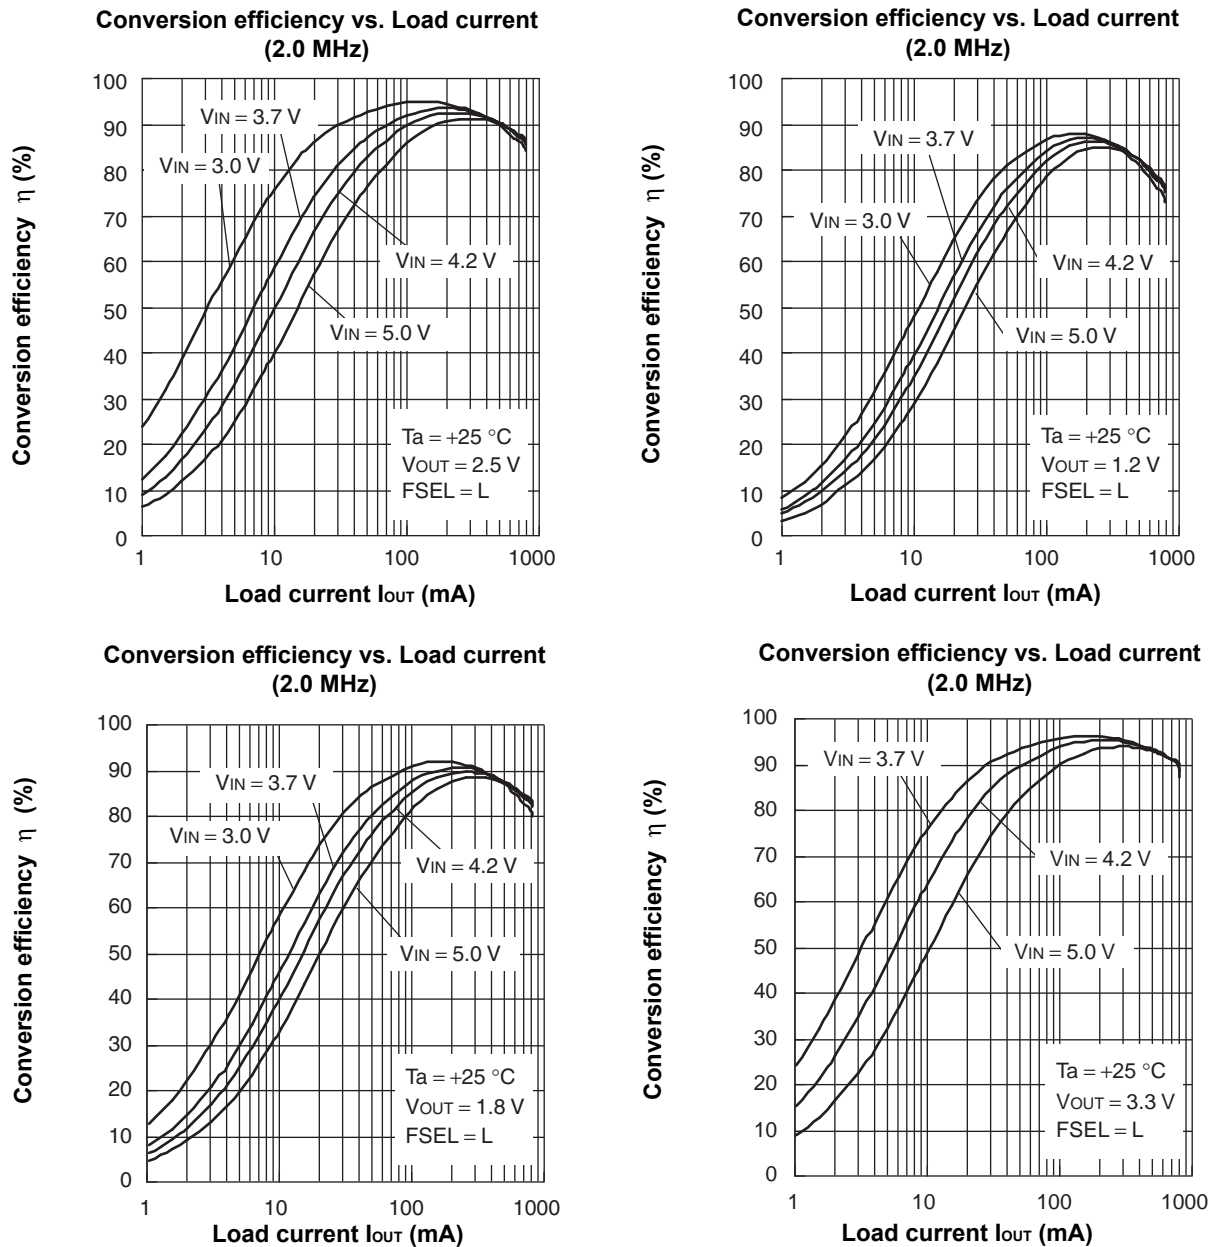 Conversion efficiency vs. Load current
(2.0 MHz)
Conversion efficiency η (%)
100
90
80
70
60
50
40
30
20
10
0
VIN = 3.7 V
VIN = 3.0 V
VIN = 4.2 V
VIN = 5.0 V
Ta = +25 °C
VOUT = 2.5 V
FSEL = L
1
10
100
1000
Load current IOUT (mA)
Conversion efficiency vs. Load current
(2.0 MHz)
Conversion efficiency η (%)
100
90
80
70
60
50
40
30
20
10
0
VIN = 3.7 V
VIN = 3.0 V
VIN = 4.2 V
VIN = 5.0 V
Ta = +25 °C
VOUT = 1.2 V
FSEL = L
1
10
100
1000
Load current IOUT (mA)
Conversion efficiency vs. Load current
(2.0 MHz)
Conversion efficiency η (%)
100
90
80
70
60
50
40
30
20
10
0
VIN = 3.7 V
VIN = 3.0 V
VIN = 4.2 V
VIN = 5.0 V
Ta = +25 °C
VOUT = 1.8 V
FSEL = L
1
10
100
1000
Load current IOUT (mA)
Conversion efficiency vs. Load current
(2.0 MHz)
Conversion efficiency η (%)
100
90
80
70
60
50
40
30
20
10
0
VIN = 3.7 V
VIN = 4.2 V
VIN = 5.0 V
Ta = +25 °C
VOUT = 3.3 V
FSEL = L
1
10
100
1000
Load current IOUT (mA)